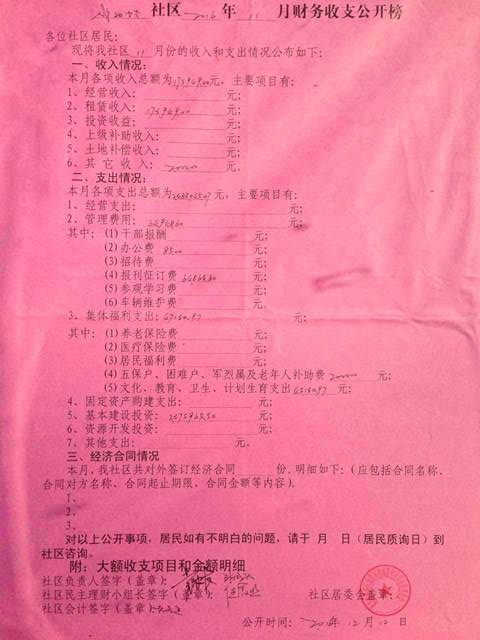 社区 2016 年 11 月财务收支公开榜
各位社区居民：
现将我社区 11 月份的收入和支出情况公布如下：
一、收入情况：
本月各项收入总额为 元，主要项目有：
1、经营收入： 元；
2、租赁收入： 元；
3、投资收益： 元；
4、上级补助收入： 元；
5、土地补偿收入： 元；
6、其它收入： 元。
二、支出情况：
本月各项支出总额为 元，主要项目有：
1、经营支出： 元；
2、管理费用： 元；
其中：(1)干部报酬 元；
(2)办公费 元；
(3)招待费 元；
(4)报刊征订费 元；
(5)参观学习费 元；
(6)车辆维护费 元。
3、集体福利支出： 元；
其中：(1)养老保险费 元；
(2)医疗保险费 元；
(3)居民福利费 元；
(4)五保户、困难户、军烈属及老年人补助费 元；
(5)文化、教育、卫生、计划生育支出 元；
4、固定资产购建支出： 元；
5、基本建设投资： 元；
6、资源开发投资： 元；
7、其他支出： 元。
三、经济合同情况
本月，我社区共对外签订经济合同 份。明细如下：（应包括合同名称、
合同对方名称、合同起止期限、合同金额等内容）。
1、
2、
3、
对以上公开事项，居民如有不明白的问题，请于 月 日（居民质询日）到
社区咨询。
附：大额收支项目和金额明细
社区负责人签字（盖章）：
社区民主理财小组长签字（盖章）： 社区居委会盖章：
社区会计签字（盖章）：
公开时间： 2016年12月12日